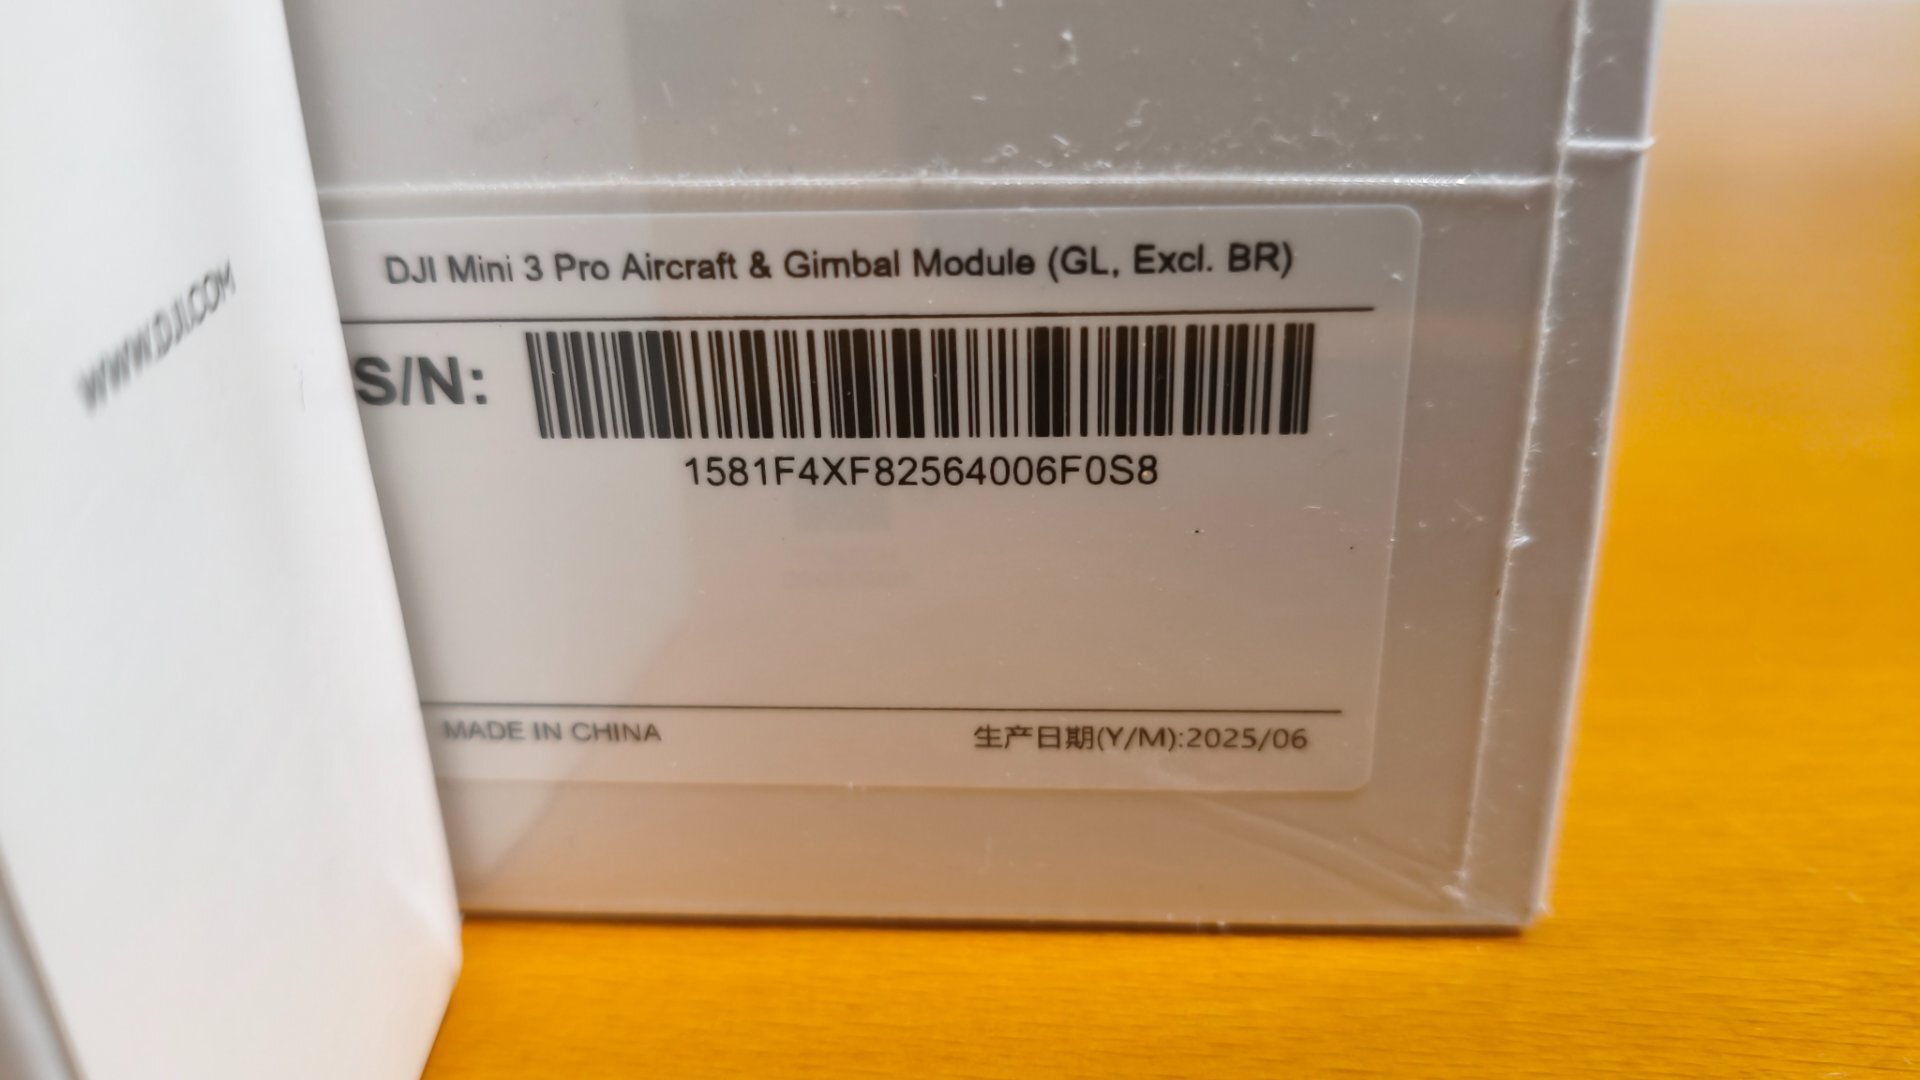 WWW.DJI.COM
DJI Mini 3 Pro Aircraft & Gimbal Module (GL, Excl. BR)
S/N:
1581F4XF82564006F0S8
MADE IN CHINA
生产日期(Y/M):2025/06